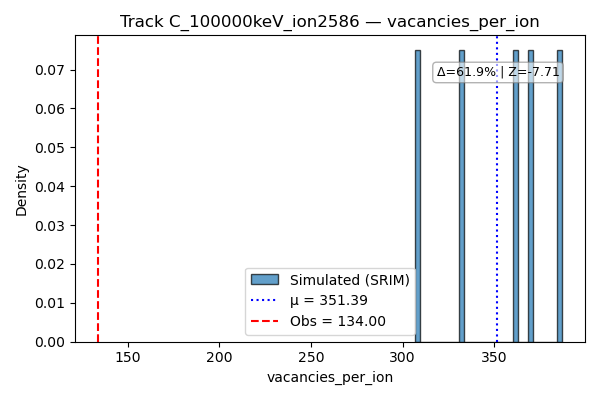 Track C_100000keV_ion2586 — vacancies_per_ion
Density
0.07
0.06
0.05
0.04
0.03
0.02
0.01
0.00
Δ=61.9% | Z=-7.71
Simulated (SRIM)
μ = 351.39
Obs = 134.00
150 200 250 300 350
vacancies_per_ion